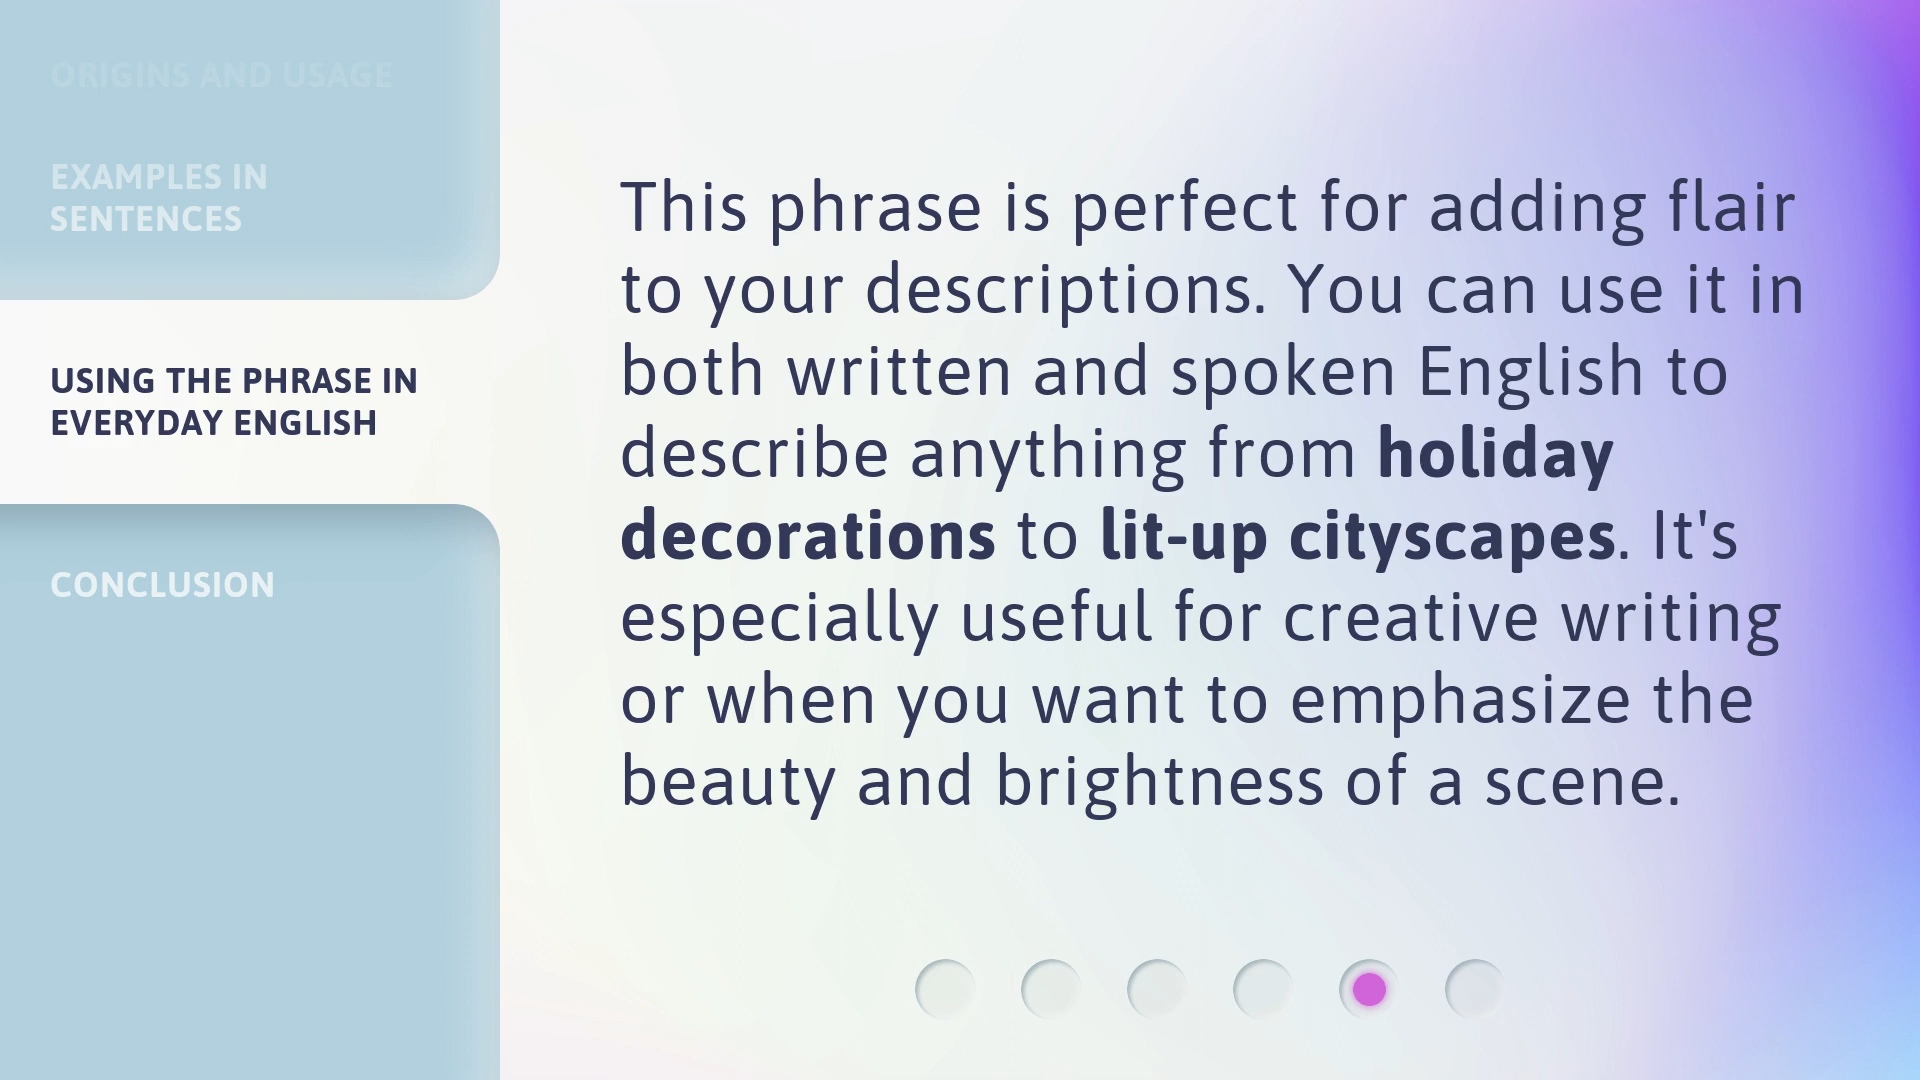 ORIGINS AND USAGE
EXAMPLES IN
SENTENCES
USING THE PHRASE IN
EVERYDAY ENGLISH
CONCLUSION
This phrase is perfect for adding flair
to your descriptions. You can use it in
both written and spoken English to
describe anything from holiday
decorations to lit-up cityscapes. It's
especially useful for creative writing
or when you want to emphasize the
beauty and brightness of a scene.